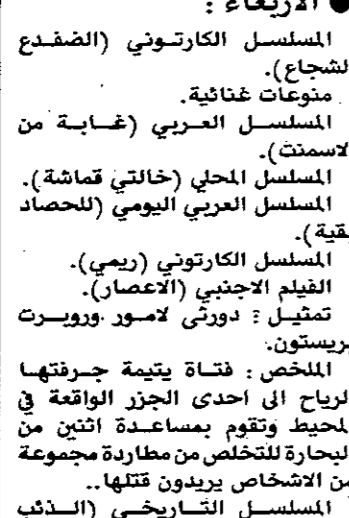 ● الأربعاء :
المسلسل الكارتوني (الضفدع
لشجاع).
منوعات غنائية.
المسلسل العربي (غابة من
لاسمنت).
المسلسل المحلي (خالتي قماشة).
المسلسل العربي اليومي (للحصاد
بقية).
المسلسل الكارتوني (ريمي).
الفيلم الاجنبي (الاعصار).
تمثيل : دورثي لامور وروبرت
بريستون.
الملخص : فتاة يتيمة جرفتها
لرياح الى احدى الجزر الواقعة في
لمحيط وتقوم بمساعدة اثنين من
لبحارة للتخلص من مطاردة مجموعة
من الاشخاص يريدون قتلها..
المسلسل التاريخي (الذئب